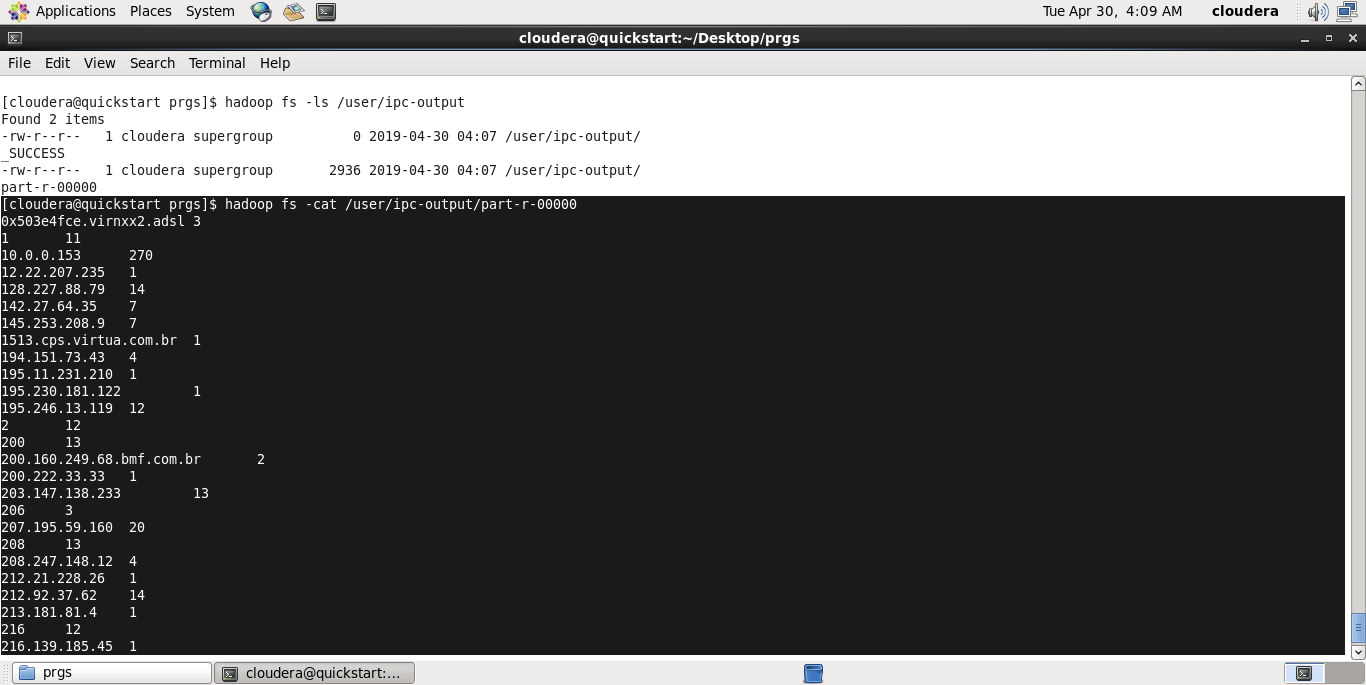 Applications Places System Tue Apr 30, 4:09 AM cloudera
cloudera@quickstart:~/Desktop/prgs
File Edit View Search Terminal Help
[cloudera@quickstart prgs]$ hadoop fs -ls /user/ipc-output
Found 2 items
-rw-r--r--   1 cloudera supergroup          0 2019-04-30 04:07 /user/ipc-output/
_SUCCESS
-rw-r--r--   1 cloudera supergroup       2936 2019-04-30 04:07 /user/ipc-output/
part-r-00000
[cloudera@quickstart prgs]$ hadoop fs -cat /user/ipc-output/part-r-00000
0x503e4fce.virnxx2.adsl 3
1       11
10.0.0.153      270
12.22.207.235   1
128.227.88.79   14
142.27.64.35    7
145.253.208.9   7
1513.cps.virtua.com.br  1
194.151.73.43   4
195.11.231.210  1
195.230.181.122         1
195.246.13.119  12
2       12
200     13
200.160.249.68.bmf.com.br       2
200.222.33.33   1
203.147.138.233         13
206     3
207.195.59.160  20
208     13
208.247.148.12  4
212.21.228.26   1
212.92.37.62    14
213.181.81.4    1
216     12
216.139.185.45  1
prgs cloudera@quickstart:...